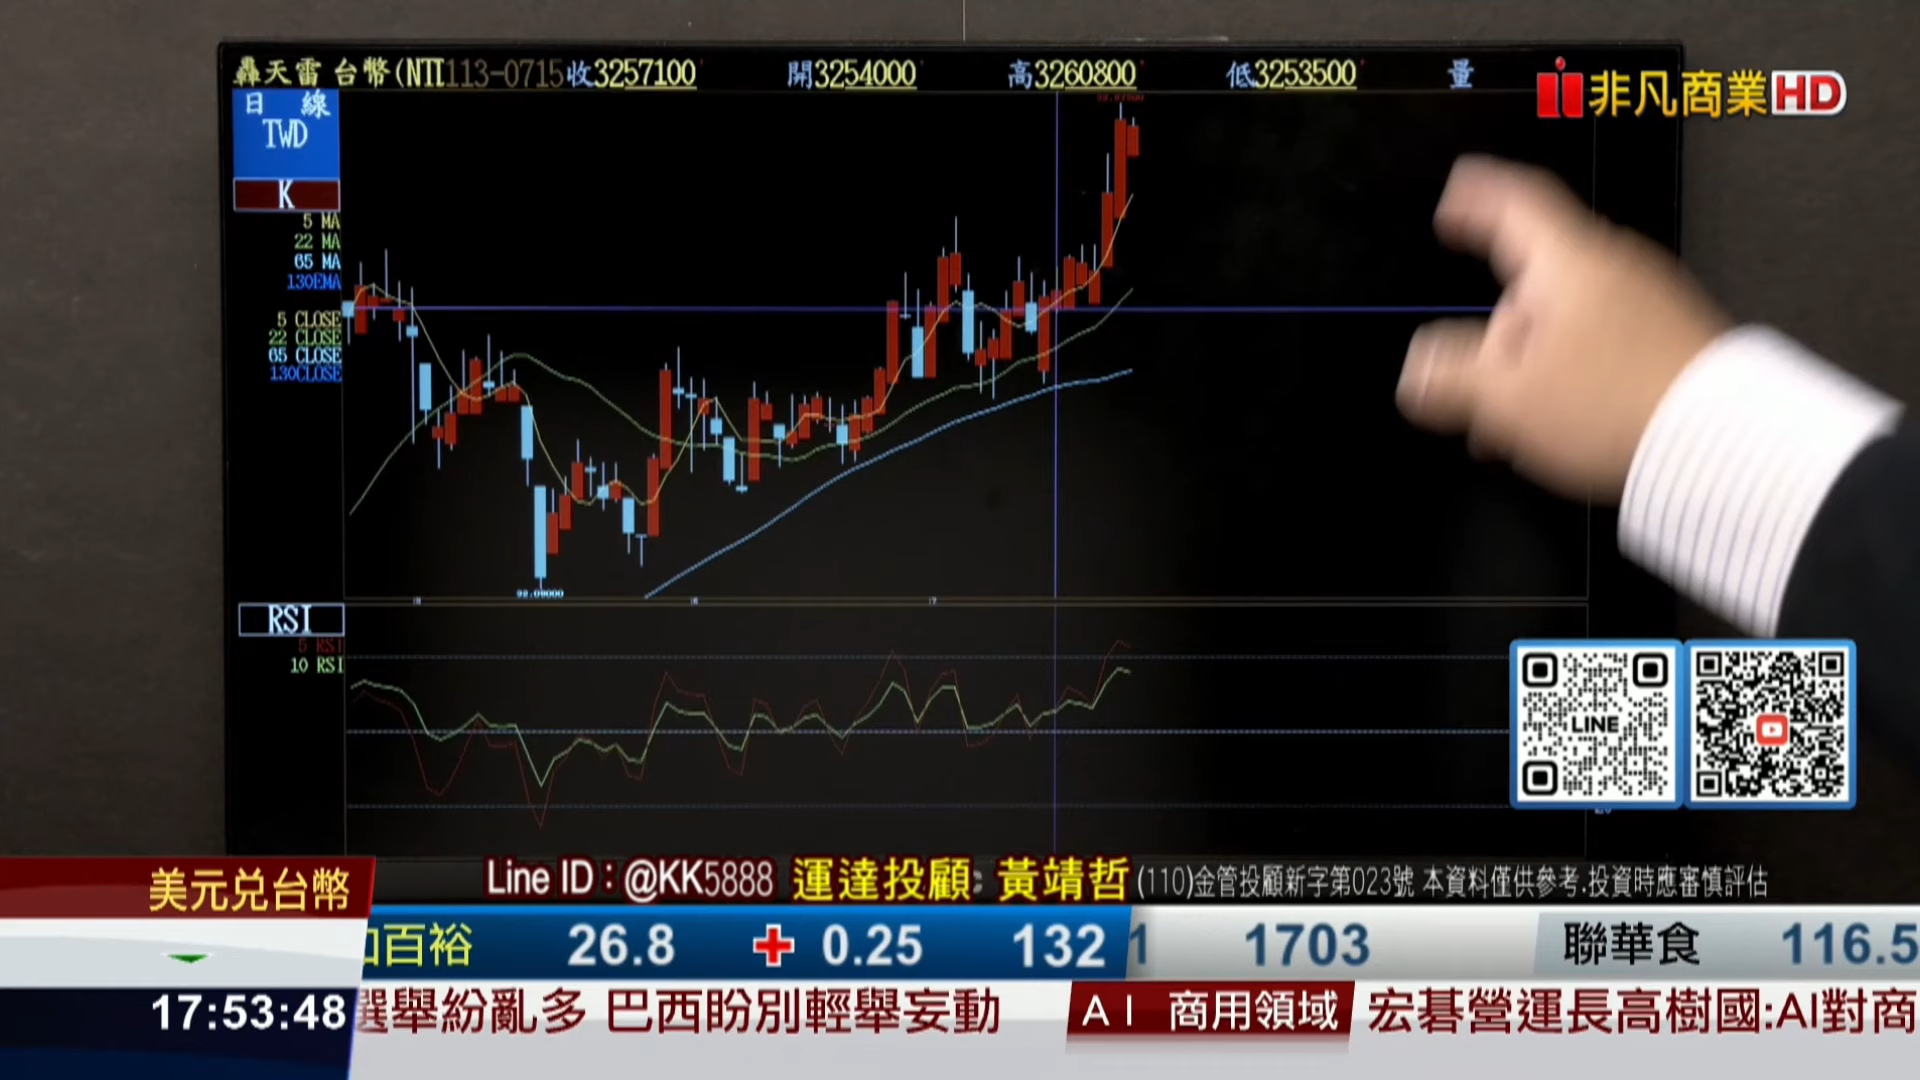 轟天雷 台幣(NTD 113-0715 收3257100 開3254000 高3260800 低3253500 量
非凡商業HD
日 線
TWD
K
5 MA
22 MA
65 MA
130EMA
5 CLOSE
22 CLOSE
65 CLOSE
130CLOSE
RSI
5 RSI
10 RSI
LINE
美元兑台幣
Line ID：@KK5888 運達投顧：黃靖哲 (110)金管投顧新字第023號 本資料僅供參考.投資時應審慎評估
百裕 26.8 0.25 132 1 1703 聯華食 116.5
17:53:48
選舉紛亂多 巴西盼別輕舉妄動 AI 商用領域 宏碁營運長高樹國:AI對商